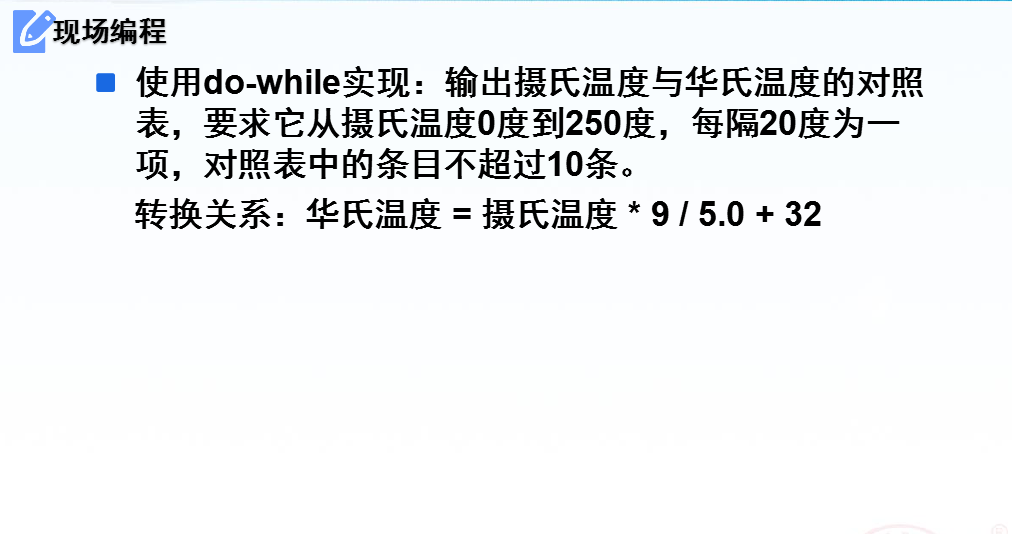 现场编程
使用do-while实现：输出摄氏温度与华氏温度的对照
表，要求它从摄氏温度0度到250度，每隔20度为一
项，对照表中的条目不超过10条。
转换关系：华氏温度 = 摄氏温度 * 9 / 5.0 + 32